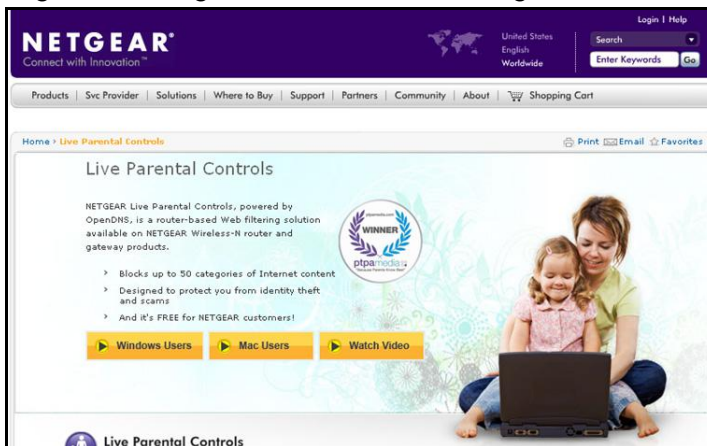 Login | Help
NETGEAR®
Connect with Innovation™
United States
English
Worldwide
Search
Enter Keywords Go
Products | Svc Provider | Solutions | Where to Buy | Support | Partners | Community | About | Shopping Cart
Home › Live Parental Controls
Print Email Favorites
Live Parental Controls
NETGEAR Live Parental Controls, powered by
OpenDNS, is a router-based Web filtering solution
available on NETGEAR Wireless-N router and
gateway products.
› Blocks up to 50 categories of Internet content
› Designed to protect you from identity theft
and scams
› And it's FREE for NETGEAR customers!
WINNER
ptpamedia
Windows Users
Mac Users
Watch Video
Live Parental Controls